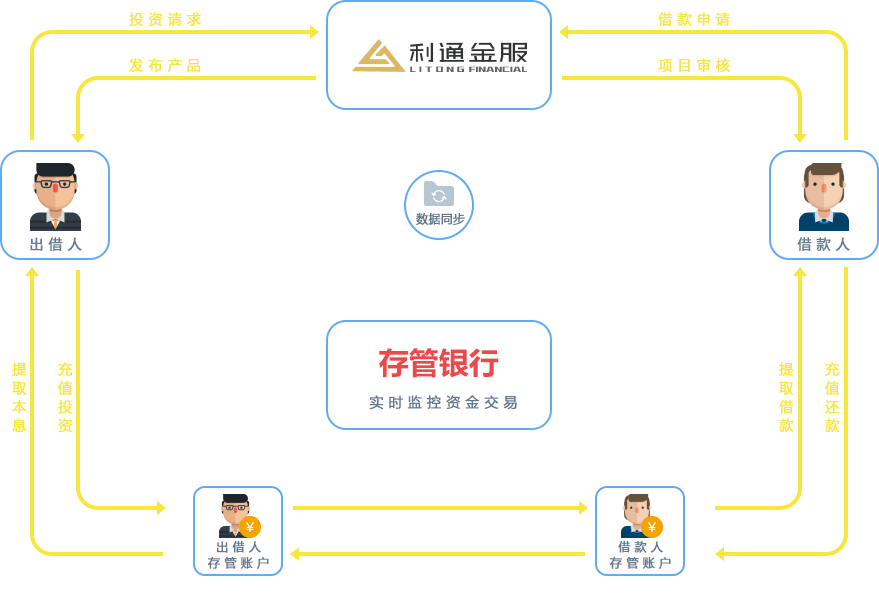 投资请求
借款申请
利通金服
LITONG FINANCIAL
发布产品
项目审核
数据同步
出借人
借款人
存管银行
实时监控资金交易
提取本息
充值投资
提取借款
充值还款
¥
出借人
存管账户
¥
借款人
存管账户